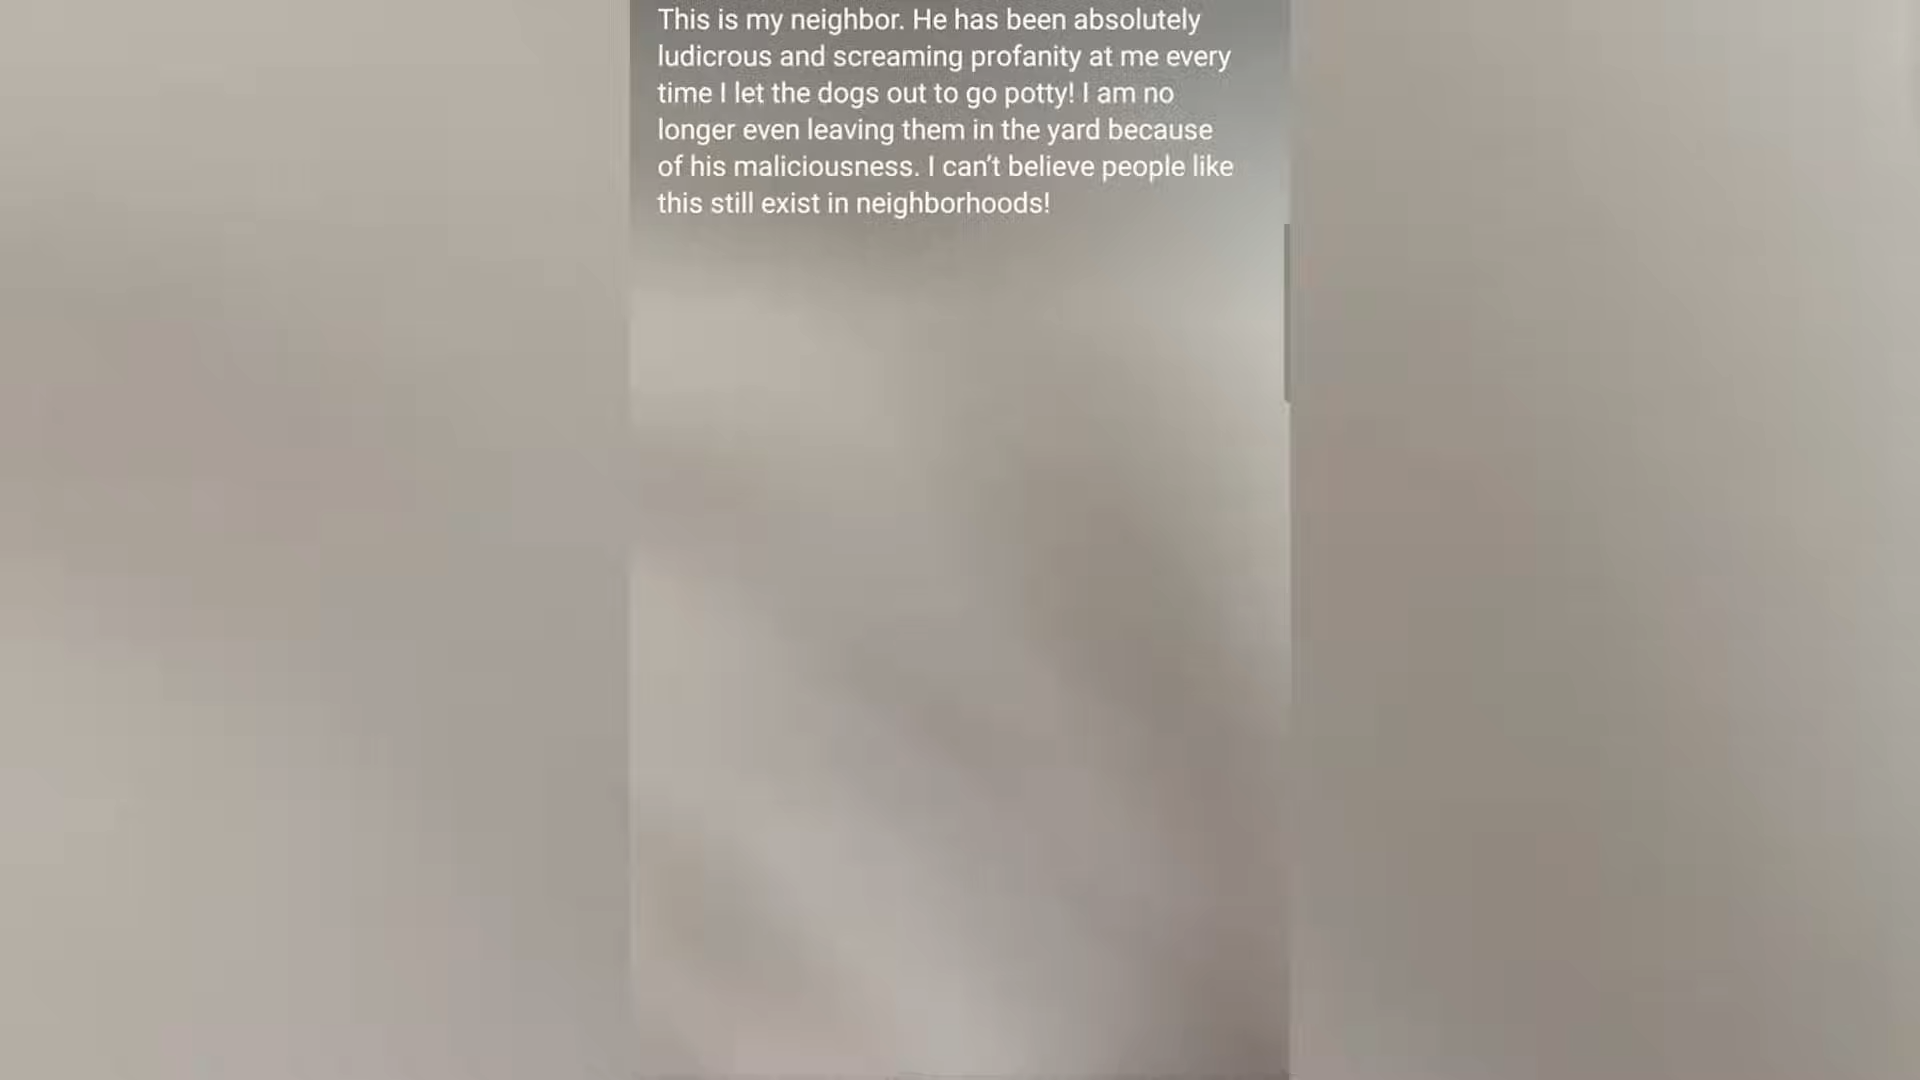 This is my neighbor. He has been absolutely
ludicrous and screaming profanity at me every
time I let the dogs out to go potty! I am no
longer even leaving them in the yard because
of his maliciousness. I can’t believe people like
this still exist in neighborhoods!